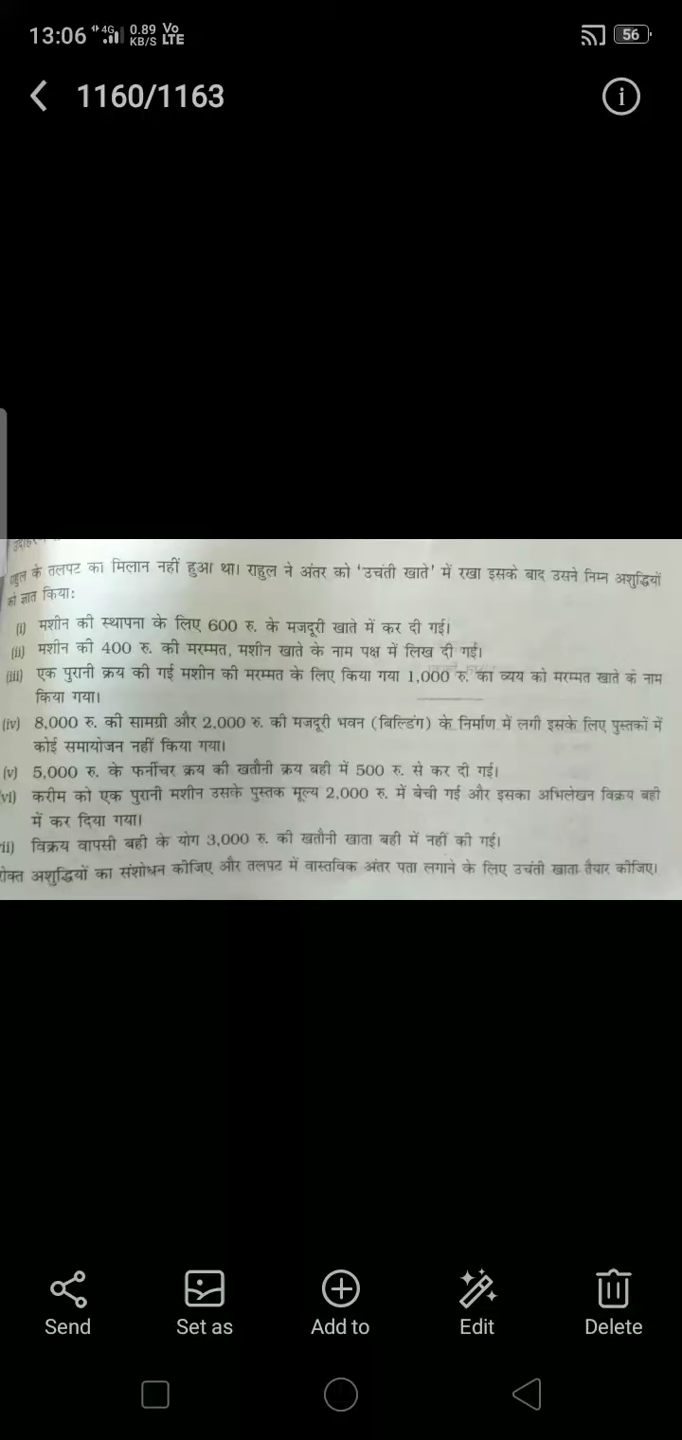 13:06 4G 0.89 KB/S Vo LTE 56
1160/1163
राहुल के तलपट का मिलान नहीं हुआ था। राहुल ने अंतर को 'उचंती खाते' में रखा इसके बाद उसने निम्न अशुद्धियों
को ज्ञात किया:
(i) मशीन की स्थापना के लिए 600 रु. के मजदूरी खाते में कर दी गई।
(ii) मशीन की 400 रु. की मरम्मत, मशीन खाते के नाम पक्ष में लिख दी गई।
(iii) एक पुरानी क्रय की गई मशीन की मरम्मत के लिए किया गया 1,000 रु. का व्यय को मरम्मत खाते के नाम
किया गया।
(iv) 8,000 रु. की सामग्री और 2,000 रु. की मजदूरी भवन (बिल्डिंग) के निर्माण में लगी इसके लिए पुस्तकों में
कोई समायोजन नहीं किया गया।
(v) 5,000 रु. के फर्नीचर क्रय की खतौनी क्रय बही में 500 रु. से कर दी गई।
vi) करीम को एक पुरानी मशीन उसके पुस्तक मूल्य 2,000 रु. में बेची गई और इसका अभिलेखन विक्रय बही
में कर दिया गया।
ii) विक्रय वापसी बही के योग 3,000 रु. की खतौनी खाता बही में नहीं की गई।
रोक्त अशुद्धियों का संशोधन कीजिए और तलपट में वास्तविक अंतर पता लगाने के लिए उचंती खाता तैयार कीजिए।
Send Set as Add to Edit Delete